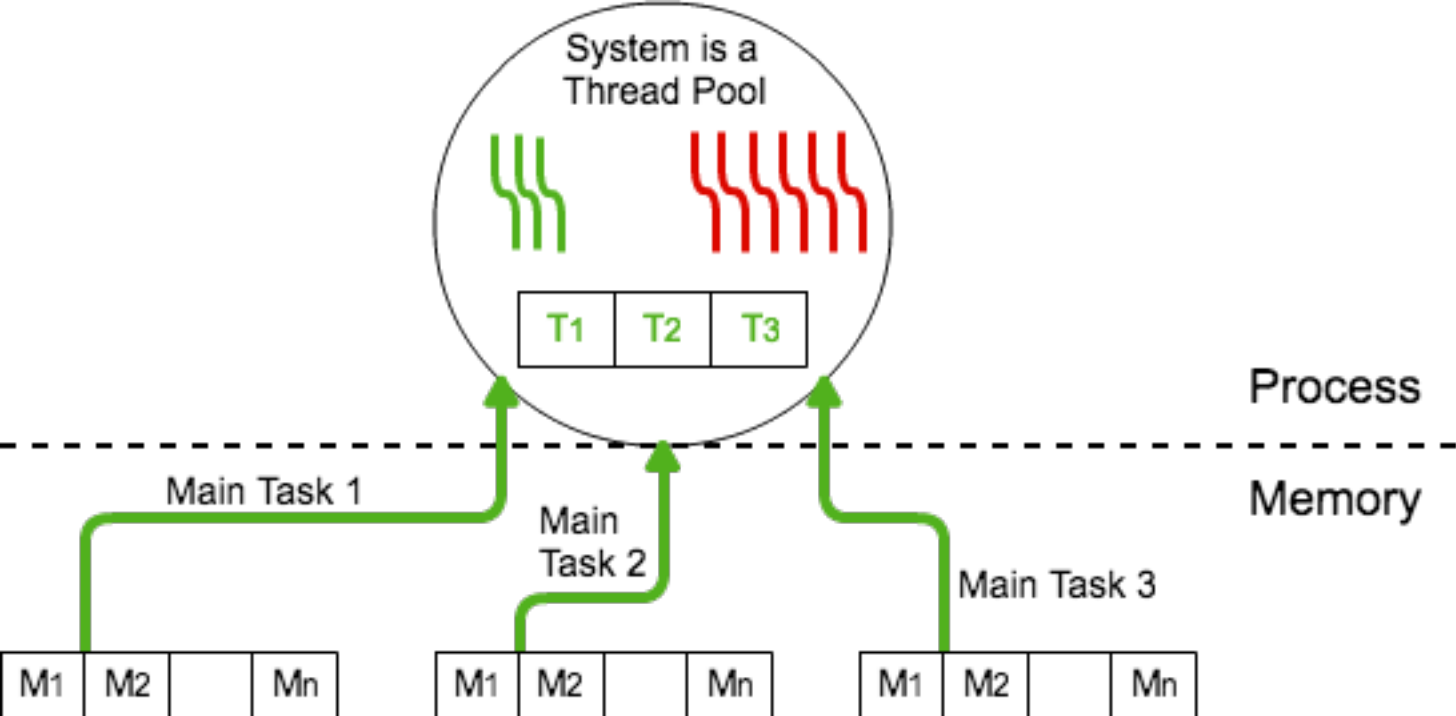 System is a
Thread Pool
T1 T2 T3
Process
Main Task 1
Memory
Main
Task 2
Main Task 3
M1 M2 Mn M1 M2 Mn M1 M2 Mn